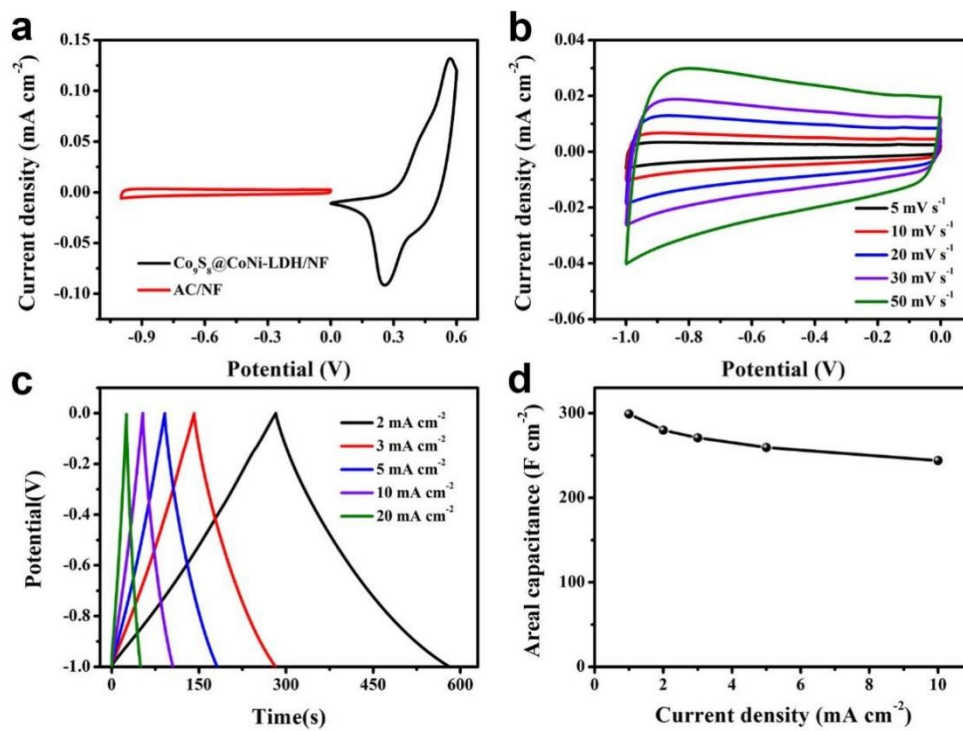 a
0.15
0.10
0.05
0.00
-0.05
-0.10
Current density (mA cm⁻²)
Co₉S₈@CoNi-LDH/NF
AC/NF
-0.9 -0.6 -0.3 0.0 0.3 0.6
Potential (V)
b
0.04
0.02
0.00
-0.02
-0.04
-0.06
Current density (mA cm⁻²)
5 mV s⁻¹
10 mV s⁻¹
20 mV s⁻¹
30 mV s⁻¹
50 mV s⁻¹
-1.0 -0.8 -0.6 -0.4 -0.2 0.0
Potential (V)
c
0.0
-0.2
-0.4
-0.6
-0.8
-1.0
Potential(V)
2 mA cm⁻²
3 mA cm⁻²
5 mA cm⁻²
10 mA cm⁻²
20 mA cm⁻²
0 150 300 450 600
Time(s)
d
300
200
100
0
Areal capacitance (F cm⁻²)
0 2 4 6 8 10
Current density (mA cm⁻²)